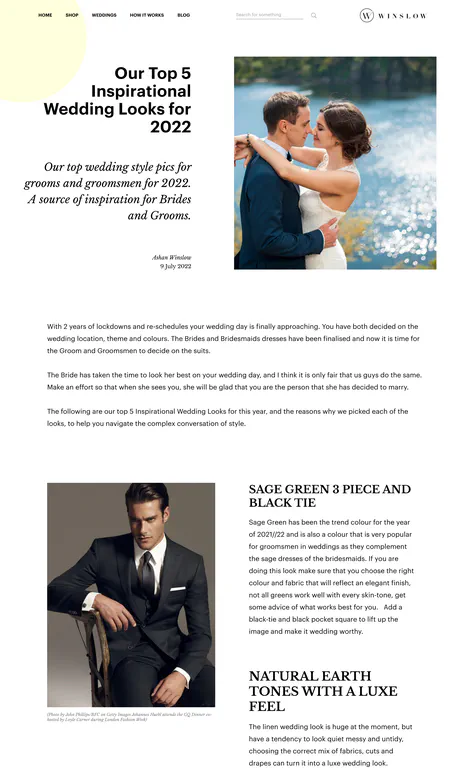 HOME SHOP WEDDINGS HOW IT WORKS BLOG
Search for something
W WINSLOW
Our Top 5
Inspirational
Wedding Looks for
2022
Our top wedding style pics for
grooms and groomsmen for 2022.
A source of inspiration for Brides
and Grooms.
Ashan Winslow
9 July 2022
With 2 years of lockdowns and re-schedules your wedding day is finally approaching. You have both decided on the
wedding location, theme and colours. The Brides and Bridesmaids dresses have been finalised and now it is time for
the Groom and Groomsmen to decide on the suits.
The Bride has taken the time to look her best on your wedding day, and I think it is only fair that us guys do the same.
Make an effort so that when she sees you, she will be glad that you are the person that she has decided to marry.
The following are our top 5 Inspirational Wedding Looks for this year, and the reasons why we picked each of the
looks, to help you navigate the complex conversation of style.
SAGE GREEN 3 PIECE AND
BLACK TIE
Sage Green has been the trend colour for the year
of 2021//22 and is also a colour that is very popular
for groomsmen in weddings as they complement
the sage dresses of the bridesmaids. If you are
doing this look make sure that you choose the right
colour and fabric that will reflect an elegant finish,
not all greens work well with every skin-tone, get
some advice of what works best for you. Add a
black-tie and black pocket square to lift up the
image and make it wedding worthy.
(Photo by John Phillips/BFC via Getty Images Johannes Huebl attends the GQ Dinner co-
hosted by Loyle Carner during London Fashion Week)
NATURAL EARTH
TONES WITH A LUXE
FEEL
The linen wedding look is huge at the moment, but
have a tendency to look quiet messy and untidy,
choosing the correct mix of fabrics, cuts and
drapes can turn it into a luxe wedding look.